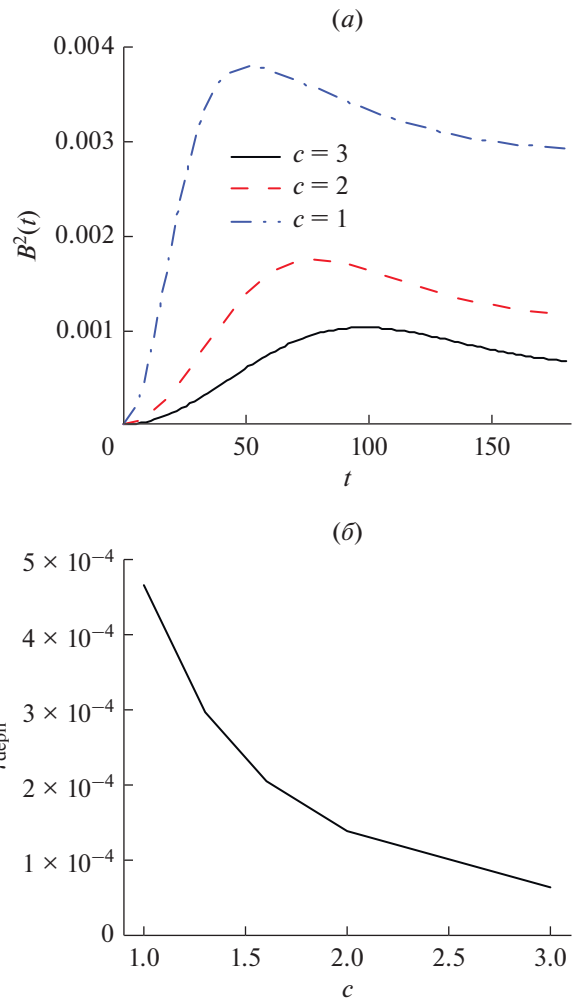 (а)
0.004
0.003
c = 3
c = 2
0.002
c = 1
B²(t)
0.001
0
50
100
150
t
(б)
5 × 10⁻⁴
4 × 10⁻⁴
3 × 10⁻⁴
2 × 10⁻⁴
1 × 10⁻⁴
0
1.0
1.5
2.0
2.5
3.0
c